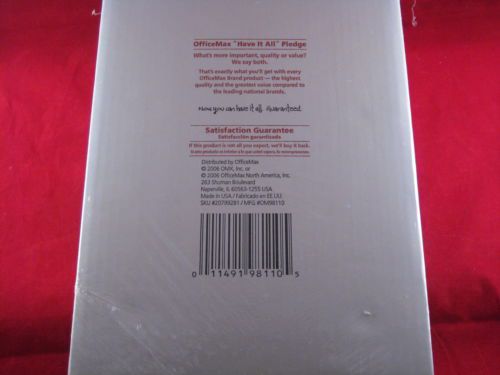 OfficeMax "Have It All" Pledge
What's more important, quality or value?
We say both.
That's exactly what you'll get with every
OfficeMax Brand product — the highest
quality and the greatest value compared to
the leading national brands.
Now you can have it all. Guaranteed.
Satisfaction Guarantee
Satisfacción garantizada
If this product is not all you expect, we'll buy it back.
Distributed by OfficeMax
© 2006 OMX, Inc. or
© 2006 OfficeMax North America, Inc.
263 Shuman Boulevard
Naperville, IL 60563-1255 USA
Made in USA / Fabricado en EE.UU.
SKU #20799281 / MFG #OM98110
0 11491 98110 5